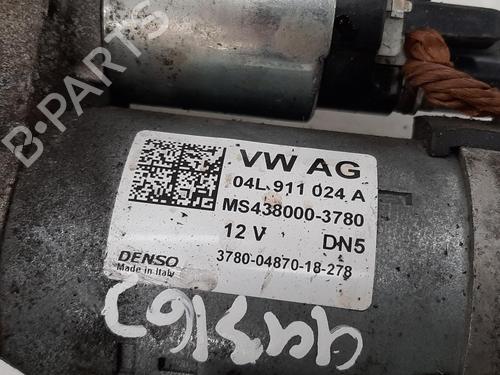 B-PARTS
VW AG
04L 911 024 A
MS438000-3780
12 V DN5
3780-04870-18-278
DENSO
Made in Italy